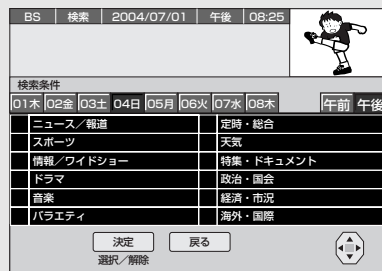 BS 検索 2004/07/01 午後 08:25
検索条件
01木 02金 03土 04日 05月 06火 07水 08木 午前 午後
ニュース／報道 定時・総合
スポーツ 天気
情報／ワイドショー 特集・ドキュメント
ドラマ 政治・国会
音楽 経済・市況
バラエティ 海外・国際
決定 戻る
選択／解除